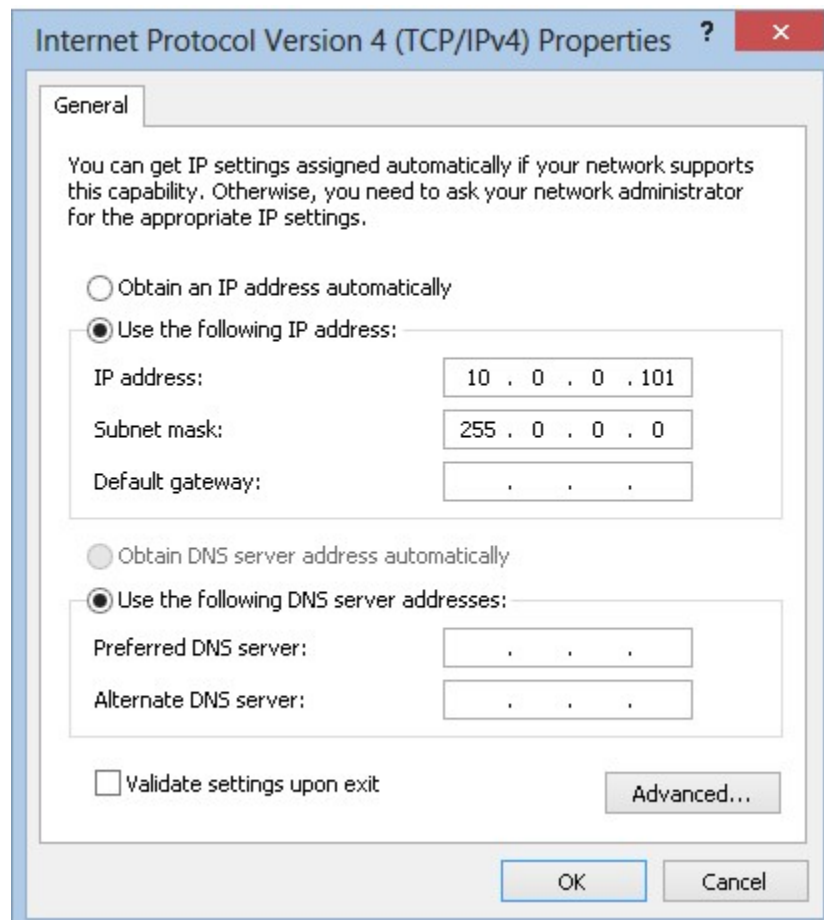 Internet Protocol Version 4 (TCP/IPv4) Properties ?
General
You can get IP settings assigned automatically if your network supports
this capability. Otherwise, you need to ask your network administrator
for the appropriate IP settings.
Obtain an IP address automatically
Use the following IP address:
IP address: 10 . 0 . 0 . 101
Subnet mask: 255 . 0 . 0 . 0
Default gateway: . . .
Obtain DNS server address automatically
Use the following DNS server addresses:
Preferred DNS server: . . .
Alternate DNS server: . . .
Validate settings upon exit
Advanced...
OK Cancel